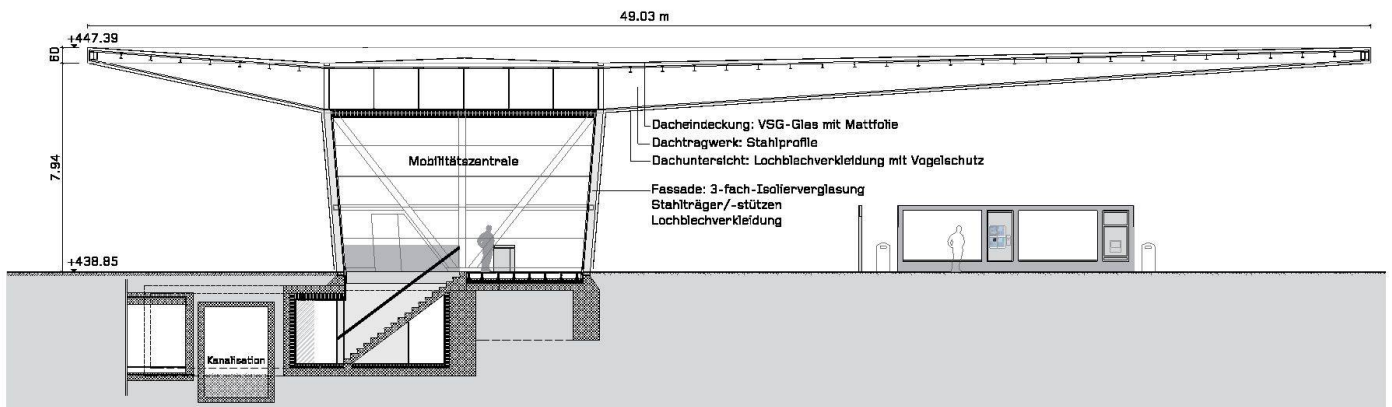 49.03 m
+447.39
60
7.94
Dacheindeckung: VSG-Glas mit Mattfolie
Dachtragwerk: Stahlprofile
Dachuntersicht: Lochblechverkleidung mit Vogelschutz
Mobilitätszentrale
Fassade: 3-fach-Isolierverglasung
Stahlträger/-stützen
Lochblechverkleidung
+438.85
Kanalisation